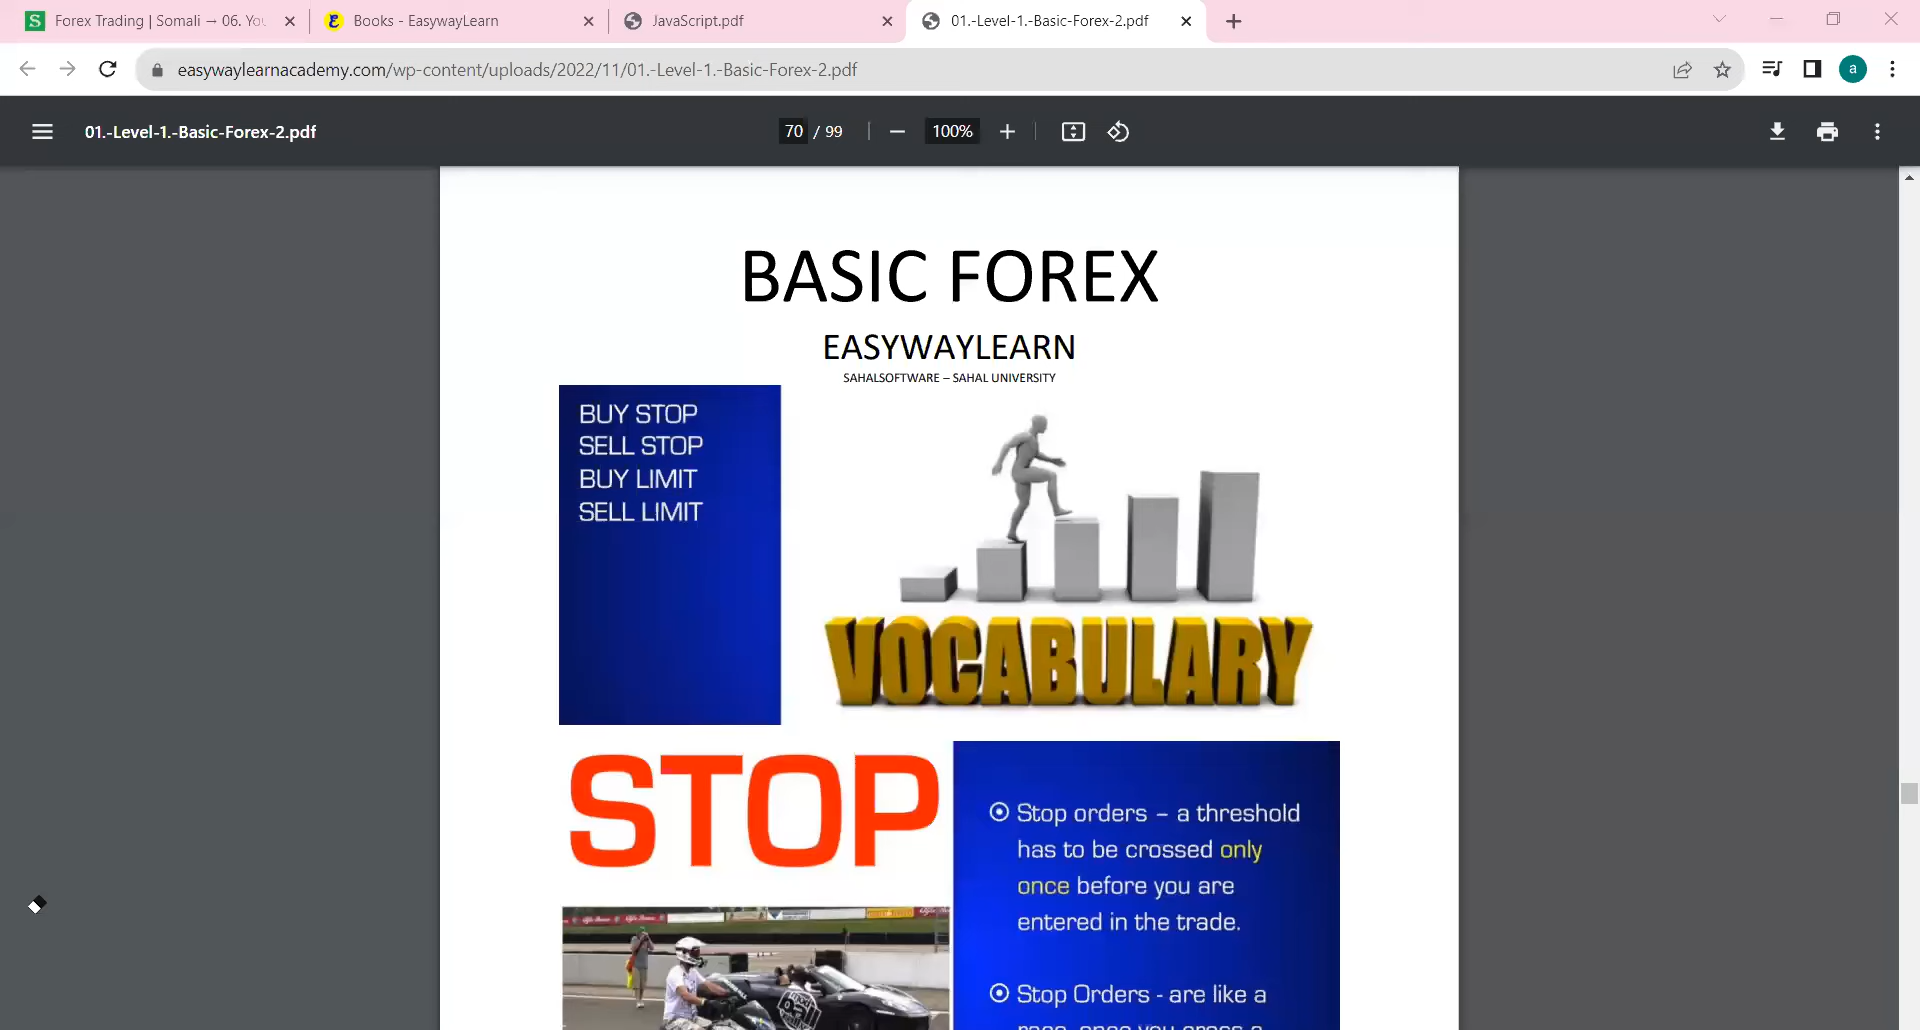 Forex Trading | Somali → 06. You
Books - EasywayLearn
JavaScript.pdf
01.-Level-1.-Basic-Forex-2.pdf
easywaylearnacademy.com/wp-content/uploads/2022/11/01.-Level-1.-Basic-Forex-2.pdf
a
01.-Level-1.-Basic-Forex-2.pdf
70 / 99
100%
BASIC FOREX
EASYWAYLEARN
SAHALSOFTWARE – SAHAL UNIVERSITY
BUY STOP
SELL STOP
BUY LIMIT
SELL LIMIT
VOCABULARY
STOP
Stop orders – a threshold
has to be crossed only
once before you are
entered in the trade.
Stop Orders - are like a